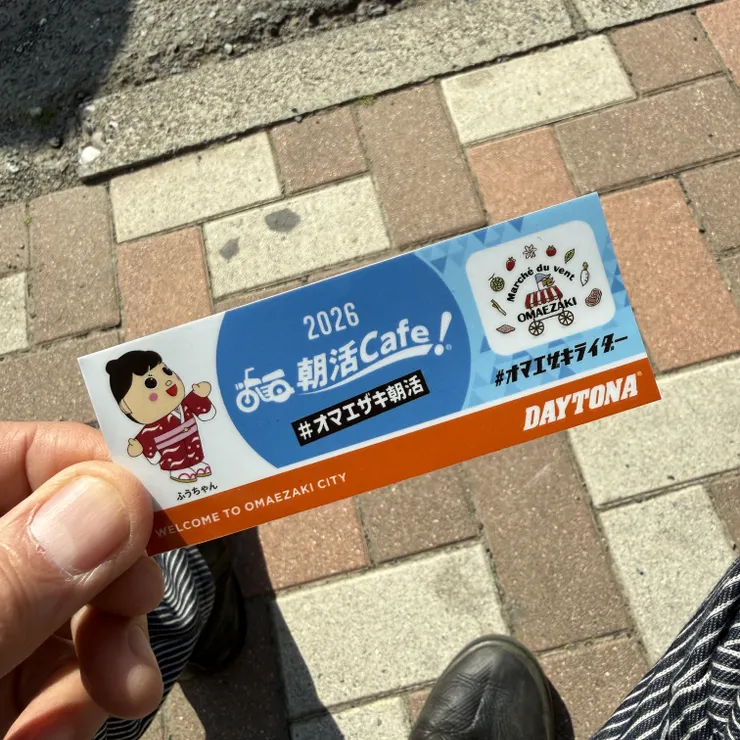 2026
朝活Cafe!
#オマエザキ朝活
Marché du vent
OMAEZAKI
#オマエザキライダー
DAYTONA
ふうちゃん
WELCOME TO OMAEZAKI CITY